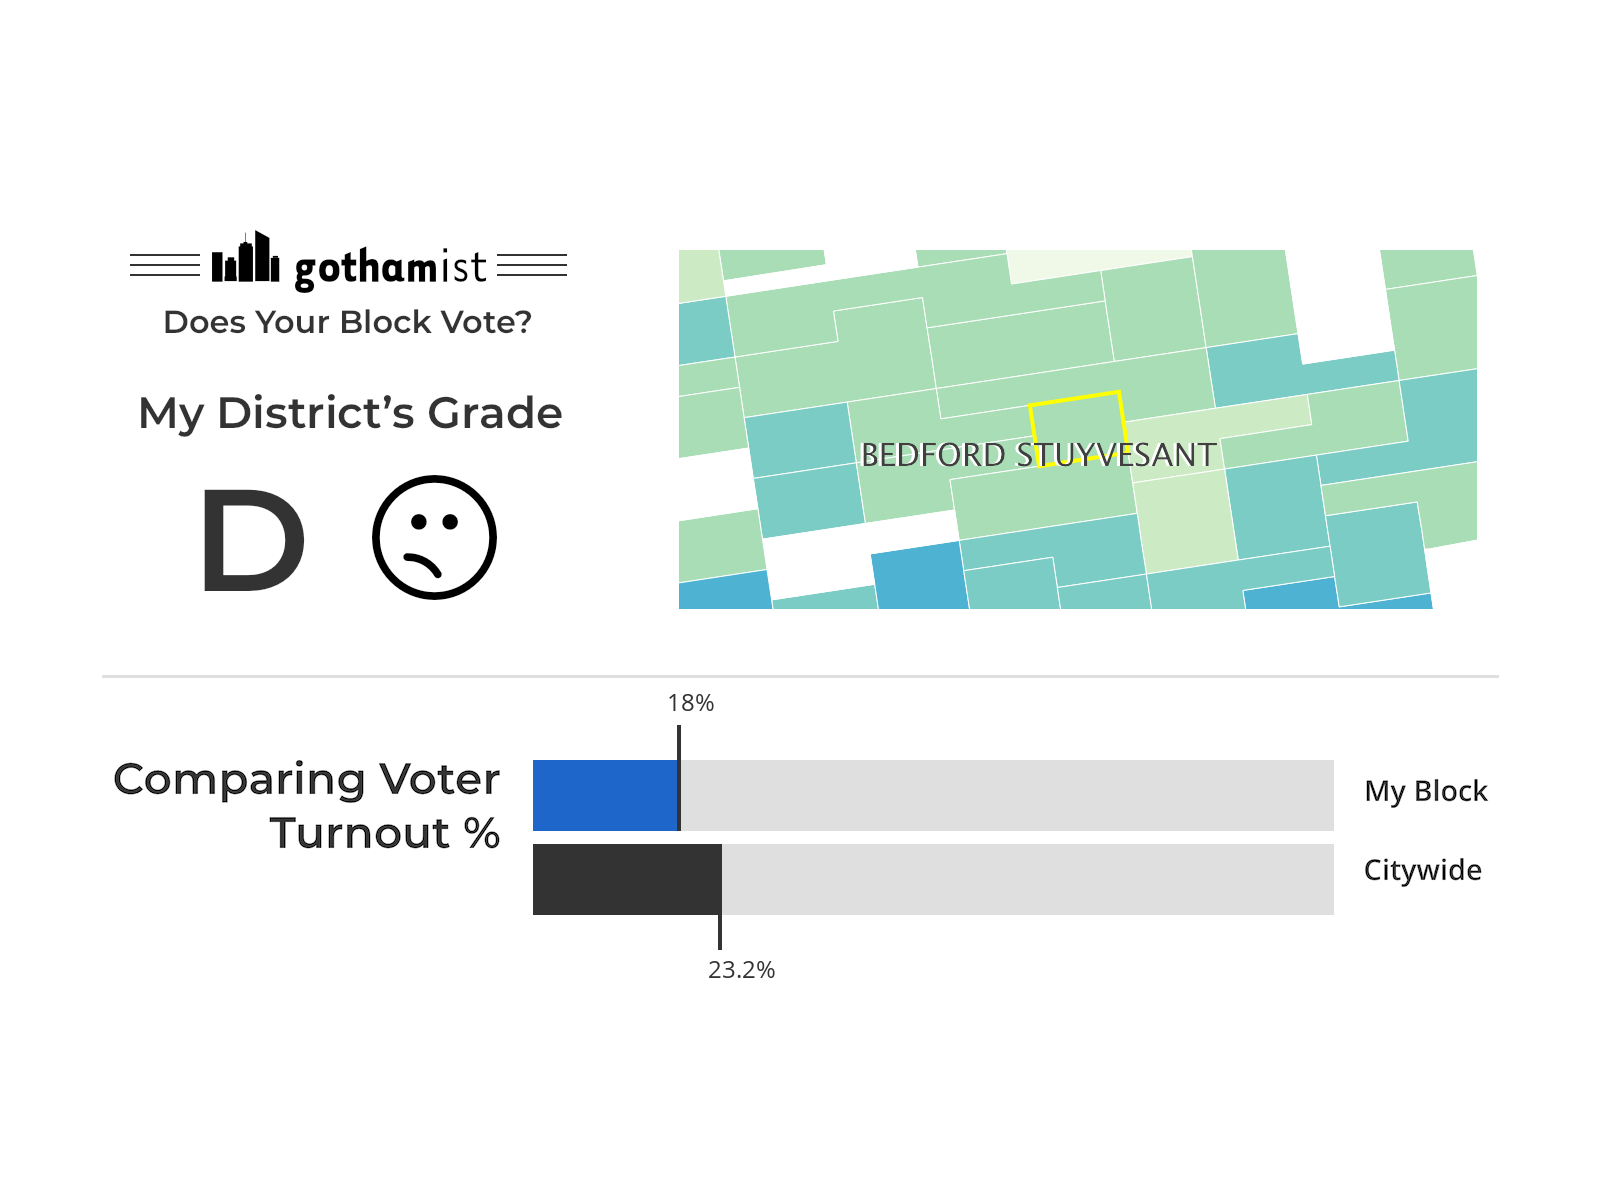 gothamist
Does Your Block Vote?
My District’s Grade
D
BEDFORD STUYVESANT
18%
Comparing Voter
Turnout %
My Block
Citywide
23.2%